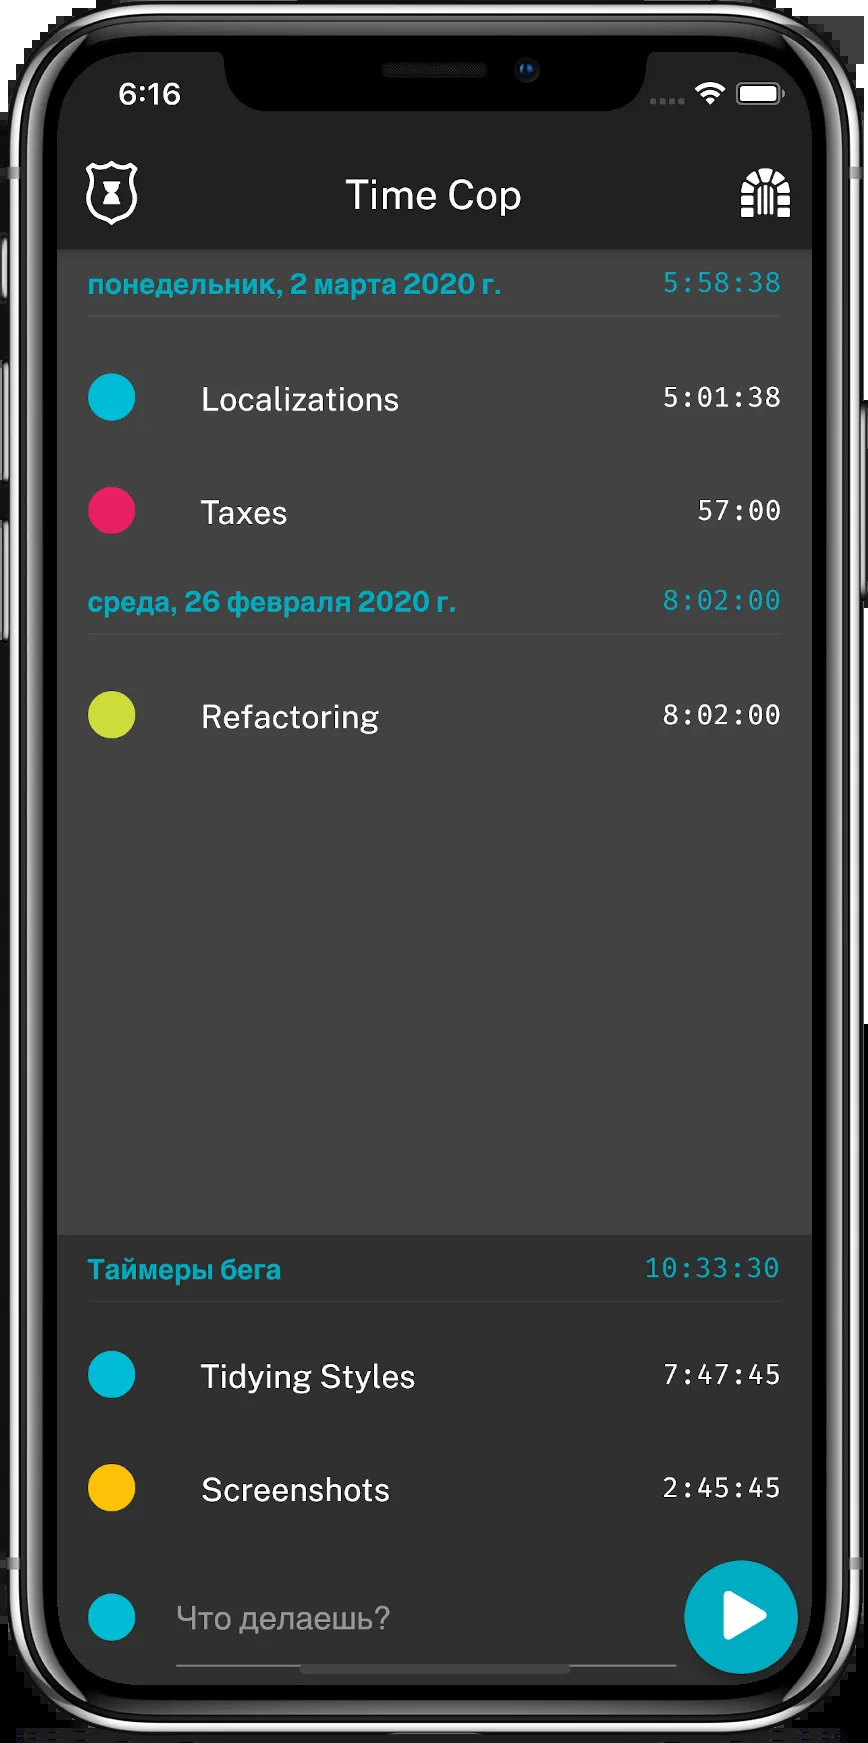 6:16
Time Cop
понедельник, 2 марта 2020 г. 5:58:38
Localizations 5:01:38
Taxes 57:00
среда, 26 февраля 2020 г. 8:02:00
Refactoring 8:02:00
Таймеры бега 10:33:30
Tidying Styles 7:47:45
Screenshots 2:45:45
Что делаешь?